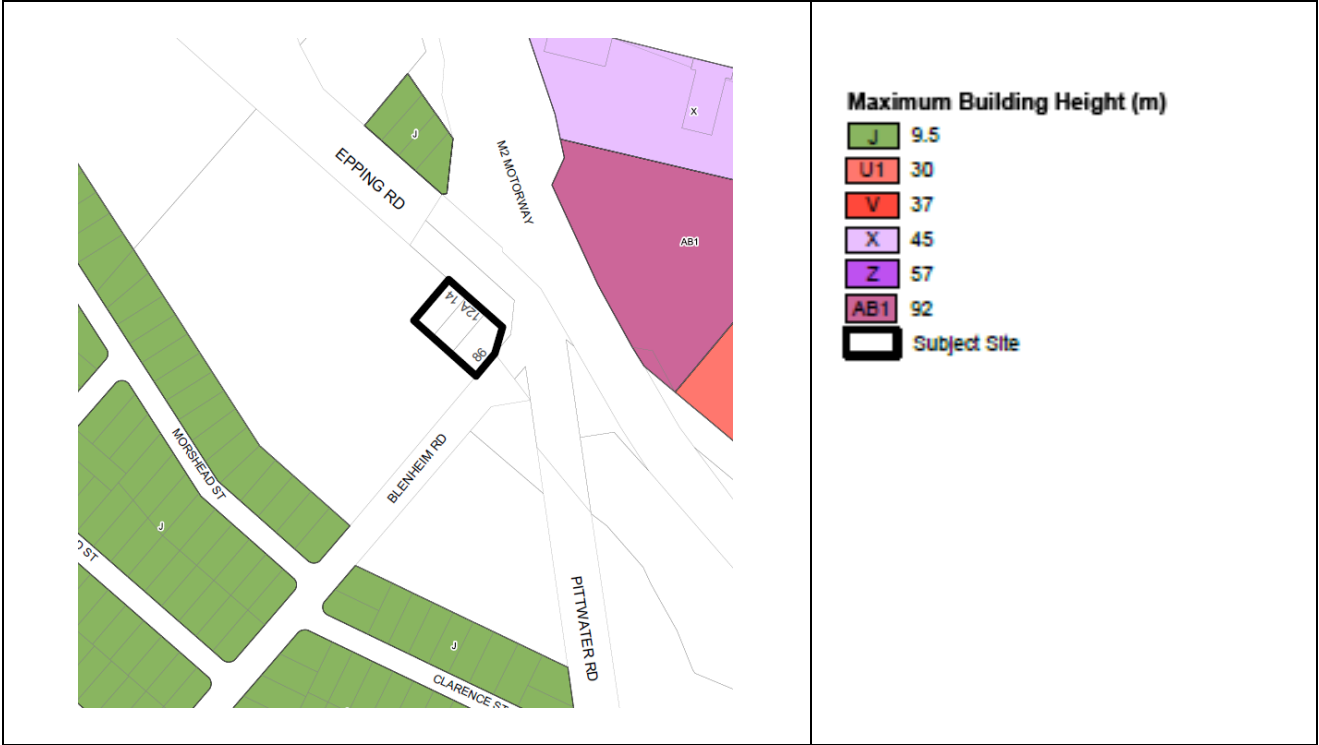 X
J
M2 MOTORWAY
EPPING RD
AB1
14
12A
98
MORSHEAD ST
BLENHEIM RD
J
D ST
PITTWATER RD
J
CLARENCE ST
Maximum Building Height (m)
J 9.5
U1 30
V 37
X 45
Z 57
AB1 92
Subject Site